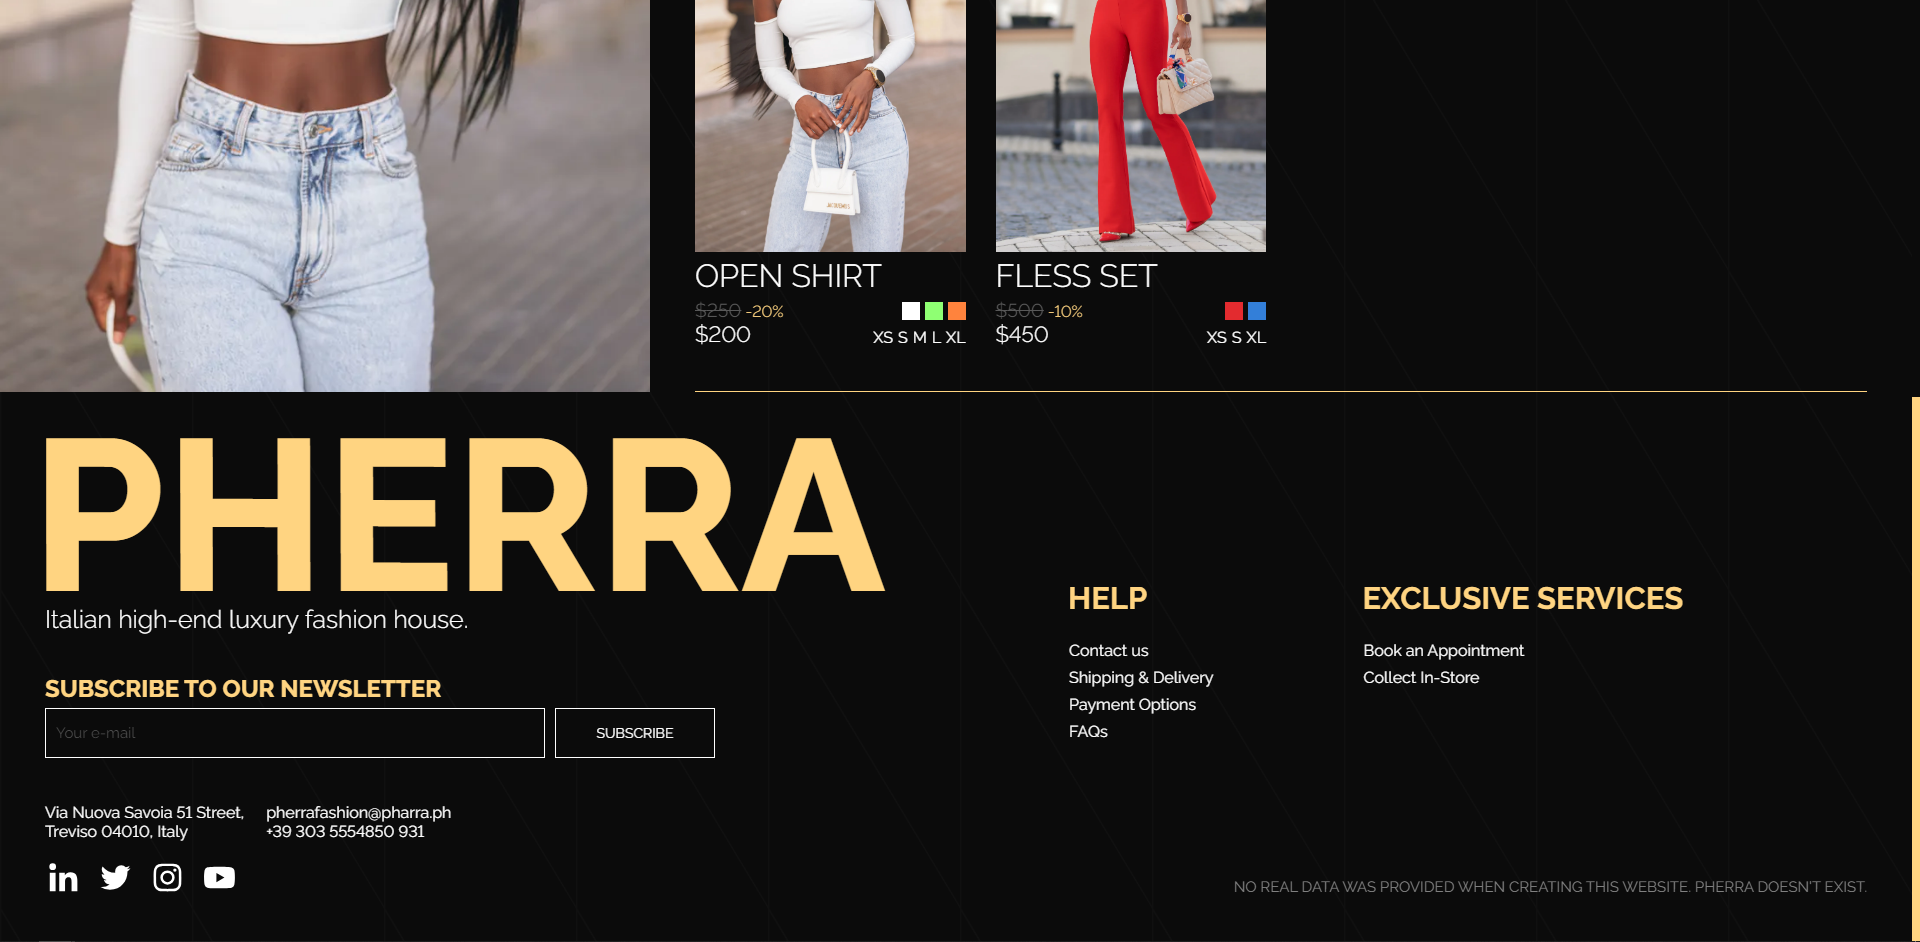 OPEN SHIRT
$250 -20%
$200
XS S M L XL
FLESS SET
$500 -10%
$450
XS S XL
PHERRA
Italian high-end luxury fashion house.
SUBSCRIBE TO OUR NEWSLETTER
Your e-mail
SUBSCRIBE
Via Nuova Savoia 51 Street,
Treviso 04010, Italy
pherrafashion@pharra.ph
+39 303 5554850 931
HELP
Contact us
Shipping & Delivery
Payment Options
FAQs
EXCLUSIVE SERVICES
Book an Appointment
Collect In-Store
NO REAL DATA WAS PROVIDED WHEN CREATING THIS WEBSITE. PHERRA DOESN'T EXIST.